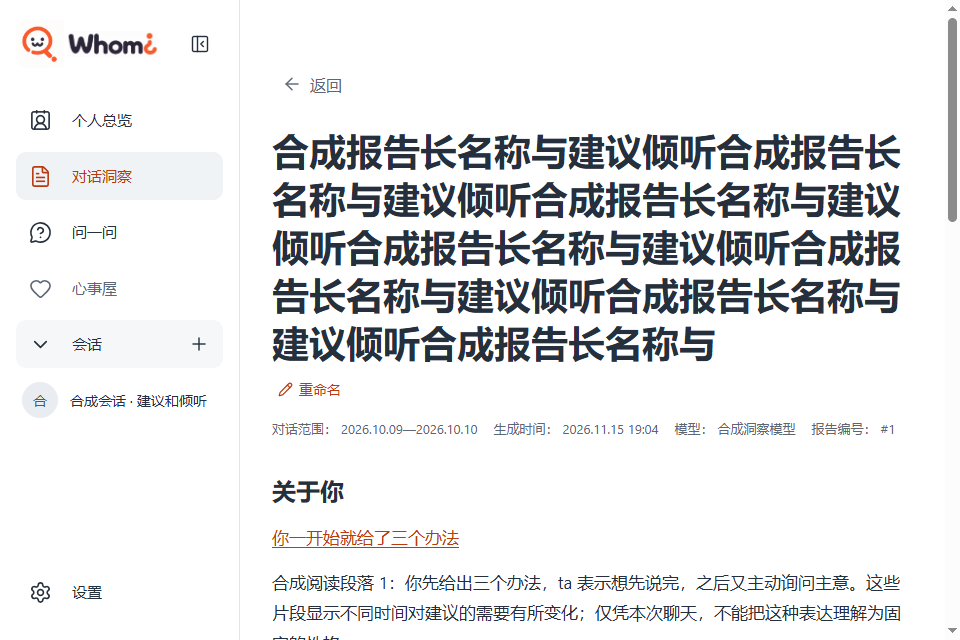 Whomi
个人总览
对话洞察
问一问
心事屋
会话
合 合成会话 · 建议和倾听
设置
返回
合成报告长名称与建议倾听合成报告长
名称与建议倾听合成报告长名称与建议
倾听合成报告长名称与建议倾听合成报
告长名称与建议倾听合成报告长名称与
建议倾听合成报告长名称与
重命名
对话范围： 2026.10.09—2026.10.10 生成时间： 2026.11.15 19:04 模型： 合成洞察模型 报告编号： #1
关于你
你一开始就给了三个办法
合成阅读段落 1：你先给出三个办法，ta 表示想先说完，之后又主动询问主意。这些
片段显示不同时间对建议的需要有所变化；仅凭本次聊天，不能把这种表达理解为固